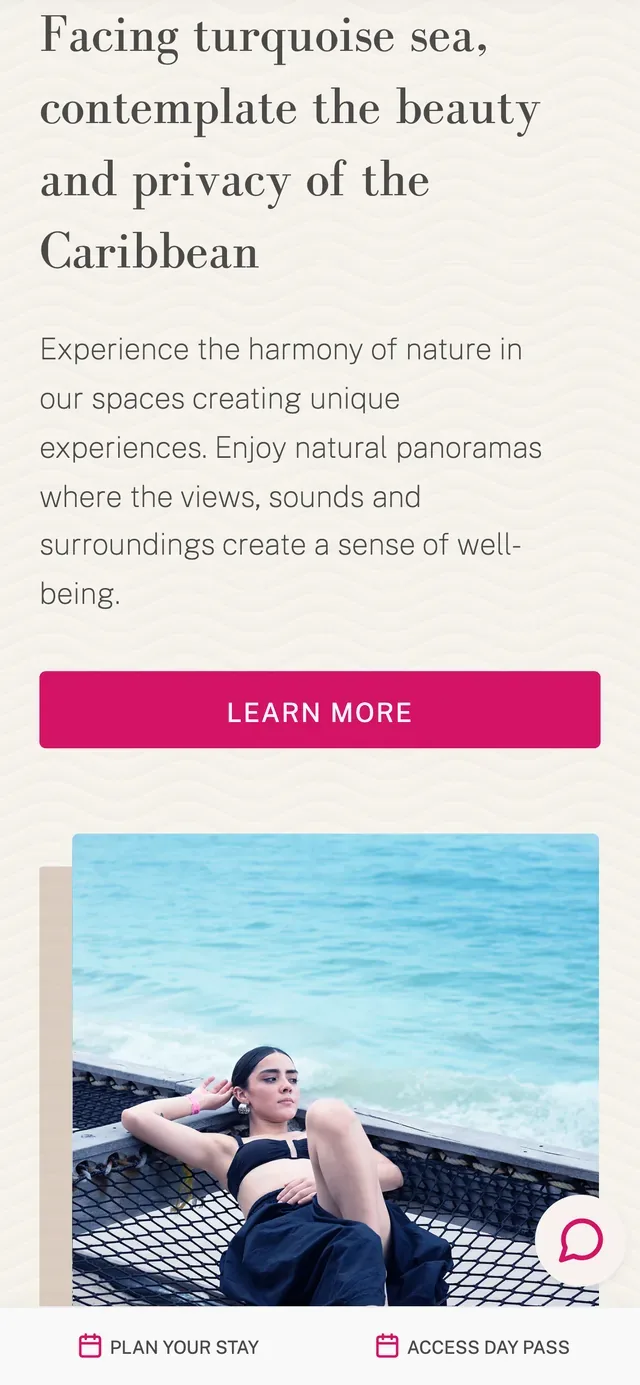 Facing turquoise sea,
contemplate the beauty
and privacy of the
Caribbean
Experience the harmony of nature in
our spaces creating unique
experiences. Enjoy natural panoramas
where the views, sounds and
surroundings create a sense of well-
being.
LEARN MORE
PLAN YOUR STAY
ACCESS DAY PASS